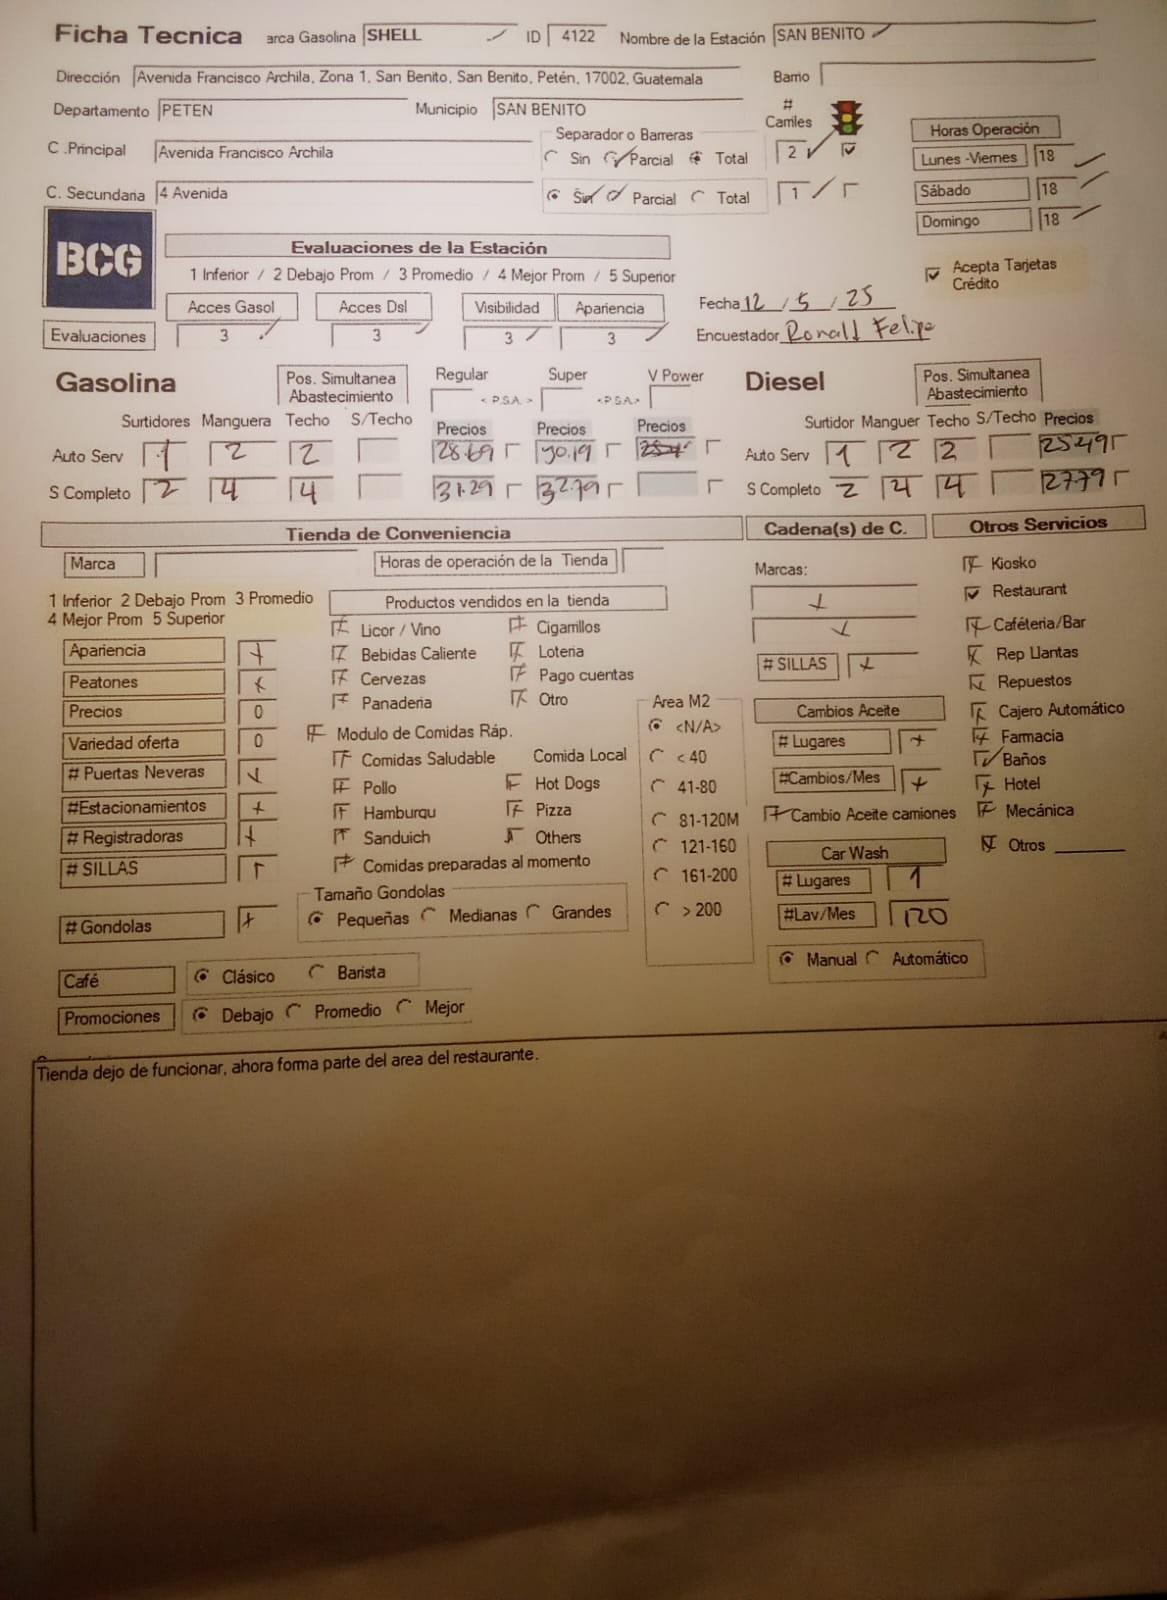 Ficha Tecnica arca Gasolina SHELL ID 4122 Nombre de la Estación SAN BENITO
Dirección Avenida Francisco Archila, Zona 1, San Benito, San Benito, Petén, 17002, Guatemala Barrio
Departamento PETEN Municipio SAN BENITO # Carriles
Separador o Barreras Horas Operación
C .Principal Avenida Francisco Archila Sin Parcial Total 2 Lunes -Viernes 18
C. Secundaria 4 Avenida Sin Parcial Total 1 Sábado 18
Domingo 18
BCG
Evaluaciones de la Estación
1 Inferior / 2 Debajo Prom / 3 Promedio / 4 Mejor Prom / 5 Superior
Acepta Tarjetas Crédito
Acces Gasol Acces Dsl Visibilidad Apariencia Fecha 12 / 5 / 25
Evaluaciones 3 3 3 3 Encuestador Ronald Felipe
Gasolina Pos. Simultanea Abastecimiento Regular Super V Power Diesel Pos. Simultanea Abastecimiento
< P.S.A. > <P.S.A.>
Surtidores Manguera Techo S/Techo Precios Precios Precios Surtidor Manguer Techo S/Techo Precios
Auto Serv 1 2 2 28.69 30.19 Auto Serv 1 2 2 25.49
S Completo 2 4 4 31.29 32.79 S Completo 2 4 4 27.79
Tienda de Conveniencia Cadena(s) de C. Otros Servicios
Marca Horas de operación de la Tienda Marcas: Kiosko
1 Inferior 2 Debajo Prom 3 Promedio Productos vendidos en la tienda Restaurant
4 Mejor Prom 5 Superior
Apariencia Licor / Vino Cigarrillos Caféteria/Bar
Peatones Bebidas Caliente Loteria # SILLAS Rep Llantas
Precios 0 Cervezas Pago cuentas Repuestos
Panaderia Otro Area M2 Cambios Aceite Cajero Automático
Variedad oferta 0 Modulo de Comidas Ráp. <N/A> # Lugares Farmacia
# Puertas Neveras Comidas Saludable Comida Local < 40 Baños
#Estacionamientos Pollo Hot Dogs 41-80 #Cambios/Mes Hotel
# Registradoras Hamburqu Pizza 81-120M Cambio Aceite camiones Mecánica
# SILLAS Sanduich Others 121-160 Car Wash Otros
Comidas preparadas al momento 161-200 # Lugares 1
Tamaño Gondolas
# Gondolas Pequeñas Medianas Grandes > 200 #Lav/Mes 120
Café Clásico Barista Manual Automático
Promociones Debajo Promedio Mejor
Tienda dejo de funcionar, ahora forma parte del area del restaurante.